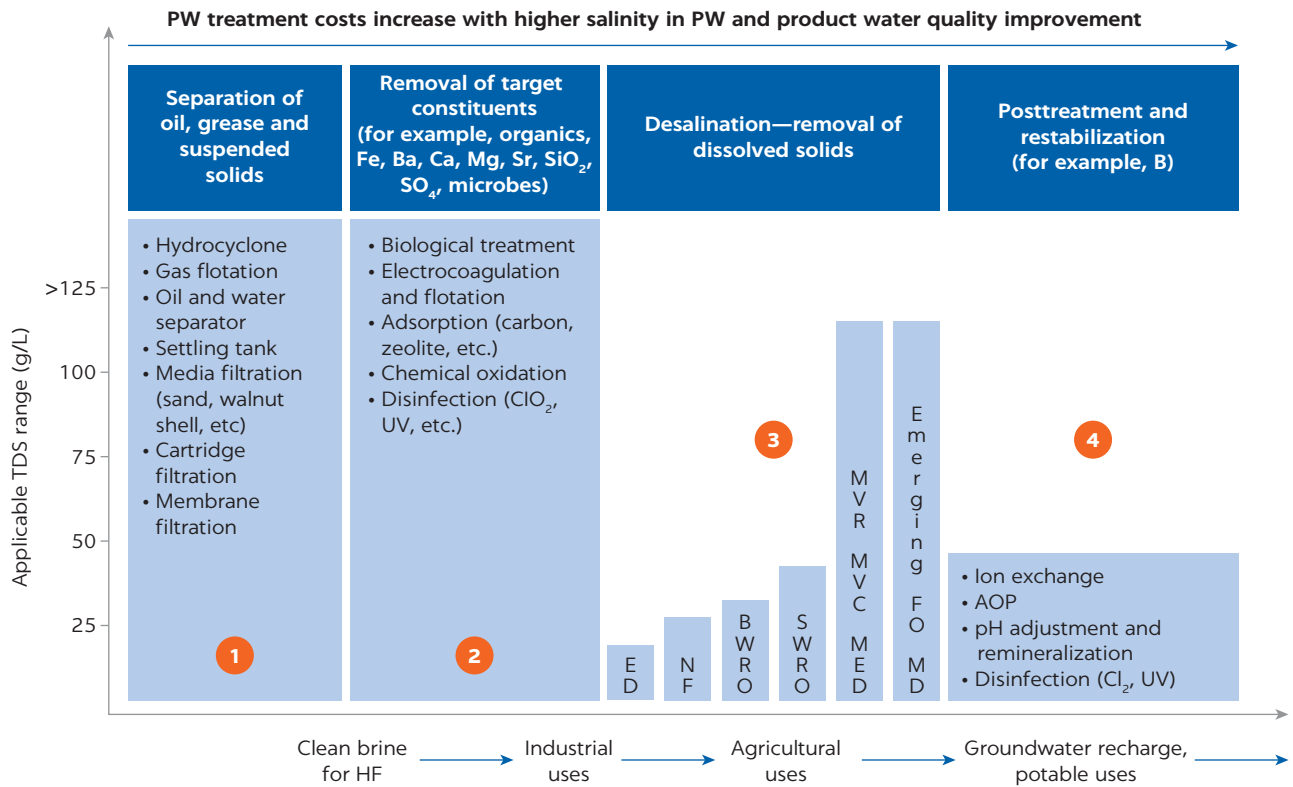 PW treatment costs increase with higher salinity in PW and product water quality improvement
Separation of
oil, grease and
suspended
solids
Removal of target
constituents
(for example, organics,
Fe, Ba, Ca, Mg, Sr, SiO₂,
SO₄, microbes)
Desalination—removal of
dissolved solids
Posttreatment and
restabilization
(for example, B)
Applicable TDS range (g/L)
>125
100
75
50
25
• Hydrocyclone
• Gas flotation
• Oil and water
separator
• Settling tank
• Media filtration
(sand, walnut
shell, etc)
• Cartridge
filtration
• Membrane
filtration
1
• Biological treatment
• Electrocoagulation
and flotation
• Adsorption (carbon,
zeolite, etc.)
• Chemical oxidation
• Disinfection (ClO₂,
UV, etc.)
2
3
ED
NF
BWRO
SWRO
MVR MVC MED
Emerging FO MD
4
• Ion exchange
• AOP
• pH adjustment and
remineralization
• Disinfection (Cl₂, UV)
Clean brine
for HF
Industrial
uses
Agricultural
uses
Groundwater recharge,
potable uses